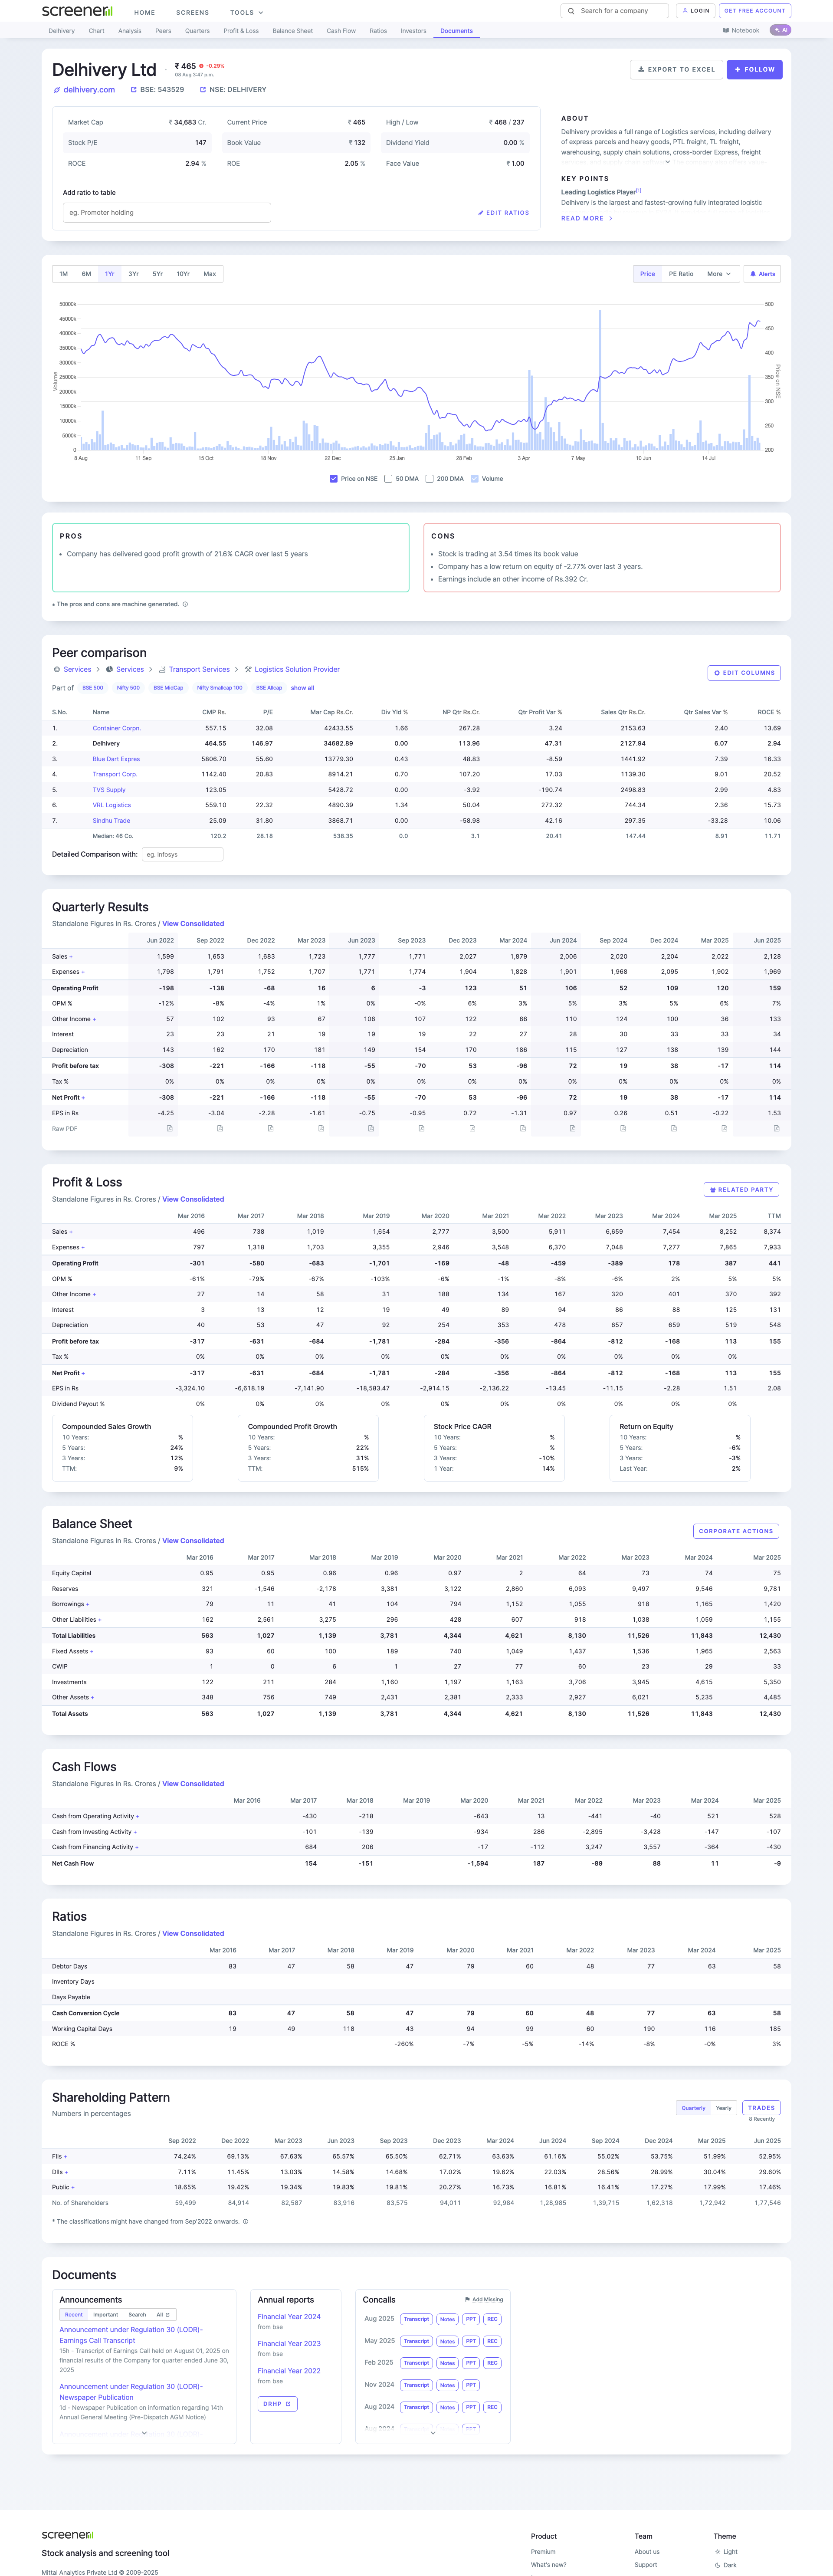 screener
HOME SCREENS TOOLS
Search for a company
LOGIN GET FREE ACCOUNT
Delhivery Chart Analysis Peers Quarters Profit & Loss Balance Sheet Cash Flow Ratios Investors Documents
Notebook AI
Delhivery Ltd
₹ 465 -0.29%
08 Aug 3:47 p.m.
EXPORT TO EXCEL FOLLOW
delhivery.com BSE: 543529 NSE: DELHIVERY
Market Cap ₹ 34,683 Cr. Current Price ₹ 465 High / Low ₹ 468 / 237
Stock P/E 147 Book Value ₹ 132 Dividend Yield 0.00 %
ROCE 2.94 % ROE 2.05 % Face Value ₹ 1.00
Add ratio to table
eg. Promoter holding
EDIT RATIOS
ABOUT
Delhivery provides a full range of Logistics services, including delivery
of express parcels and heavy goods, PTL freight, TL freight,
warehousing, supply chain solutions, cross-border Express, freight
KEY POINTS
Leading Logistics Player[1]
Delhivery is the largest and fastest-growing fully integrated logistic
READ MORE
1M 6M 1Yr 3Yr 5Yr 10Yr Max
Price PE Ratio More Alerts
50000k 500
45000k
40000k 450
35000k
30000k 400
25000k 350
20000k
15000k 300
10000k 250
5000k
0 200
Volume
Price on NSE
8 Aug 11 Sep 15 Oct 18 Nov 22 Dec 25 Jan 28 Feb 3 Apr 7 May 10 Jun 14 Jul
Price on NSE 50 DMA 200 DMA Volume
PROS
Company has delivered good profit growth of 21.6% CAGR over last 5 years
CONS
Stock is trading at 3.54 times its book value
Company has a low return on equity of -2.77% over last 3 years.
Earnings include an other income of Rs.392 Cr.
* The pros and cons are machine generated.
Peer comparison
Services Services Transport Services Logistics Solution Provider
EDIT COLUMNS
Part of BSE 500 Nifty 500 BSE MidCap Nifty Smallcap 100 BSE Allcap show all
S.No. Name CMP Rs. P/E Mar Cap Rs.Cr. Div Yld % NP Qtr Rs.Cr. Qtr Profit Var % Sales Qtr Rs.Cr. Qtr Sales Var % ROCE %
1. Container Corpn. 557.15 32.08 42433.55 1.66 267.28 3.24 2153.63 2.40 13.69
2. Delhivery 464.55 146.97 34682.89 0.00 113.96 47.31 2127.94 6.07 2.94
3. Blue Dart Expres 5806.70 55.60 13779.30 0.43 48.83 -8.59 1441.92 7.39 16.33
4. Transport Corp. 1142.40 20.83 8914.21 0.70 107.20 17.03 1139.30 9.01 20.52
5. TVS Supply 123.05 5428.72 0.00 -3.92 -190.74 2498.83 2.99 4.83
6. VRL Logistics 559.10 22.32 4890.39 1.34 50.04 272.32 744.34 2.36 15.73
7. Sindhu Trade 25.09 31.80 3868.71 0.00 -58.98 42.16 297.35 -33.28 10.06
Median: 46 Co. 120.2 28.18 538.35 0.0 3.1 20.41 147.44 8.91 11.71
Detailed Comparison with: eg. Infosys
Quarterly Results
Standalone Figures in Rs. Crores / View Consolidated
Jun 2022 Sep 2022 Dec 2022 Mar 2023 Jun 2023 Sep 2023 Dec 2023 Mar 2024 Jun 2024 Sep 2024 Dec 2024 Mar 2025 Jun 2025
Sales + 1,599 1,653 1,683 1,723 1,777 1,771 2,027 1,879 2,006 2,020 2,204 2,022 2,128
Expenses + 1,798 1,791 1,752 1,707 1,771 1,774 1,904 1,828 1,901 1,968 2,095 1,902 1,969
Operating Profit -198 -138 -68 16 6 -3 123 51 106 52 109 120 159
OPM % -12% -8% -4% 1% 0% -0% 6% 3% 5% 3% 5% 6% 7%
Other Income + 57 102 93 67 106 107 122 66 110 124 100 36 133
Interest 23 23 21 19 19 19 22 27 28 30 33 33 34
Depreciation 143 162 170 181 149 154 170 186 115 127 138 139 144
Profit before tax -308 -221 -166 -118 -55 -70 53 -96 72 19 38 -17 114
Tax % 0% 0% 0% 0% 0% 0% 0% 0% 0% 0% 0% 0% 0%
Net Profit + -308 -221 -166 -118 -55 -70 53 -96 72 19 38 -17 114
EPS in Rs -4.25 -3.04 -2.28 -1.61 -0.75 -0.95 0.72 -1.31 0.97 0.26 0.51 -0.22 1.53
Raw PDF
Profit & Loss
Standalone Figures in Rs. Crores / View Consolidated
RELATED PARTY
Mar 2016 Mar 2017 Mar 2018 Mar 2019 Mar 2020 Mar 2021 Mar 2022 Mar 2023 Mar 2024 Mar 2025 TTM
Sales + 496 738 1,019 1,654 2,777 3,500 5,911 6,659 7,454 8,252 8,374
Expenses + 797 1,318 1,703 3,355 2,946 3,548 6,370 7,048 7,277 7,865 7,933
Operating Profit -301 -580 -683 -1,701 -169 -48 -459 -389 178 387 441
OPM % -61% -79% -67% -103% -6% -1% -8% -6% 2% 5% 5%
Other Income + 27 14 58 31 188 134 167 320 401 370 392
Interest 3 13 12 19 49 89 94 86 88 125 131
Depreciation 40 53 47 92 254 353 478 657 659 519 548
Profit before tax -317 -631 -684 -1,781 -284 -356 -864 -812 -168 113 155
Tax % 0% 0% 0% 0% 0% 0% 0% 0% 0% 0%
Net Profit + -317 -631 -684 -1,781 -284 -356 -864 -812 -168 113 155
EPS in Rs -3,324.10 -6,618.19 -7,141.90 -18,583.47 -2,914.15 -2,136.22 -13.45 -11.15 -2.28 1.51 2.08
Dividend Payout % 0% 0% 0% 0% 0% 0% 0% 0% 0% 0%
Compounded Sales Growth
10 Years: %
5 Years: 24%
3 Years: 12%
TTM: 9%
Compounded Profit Growth
10 Years: %
5 Years: 22%
3 Years: 31%
TTM: 515%
Stock Price CAGR
10 Years: %
5 Years: %
3 Years: -10%
1 Year: 14%
Return on Equity
10 Years: %
5 Years: -6%
3 Years: -3%
Last Year: 2%
Balance Sheet
Standalone Figures in Rs. Crores / View Consolidated
CORPORATE ACTIONS
Mar 2016 Mar 2017 Mar 2018 Mar 2019 Mar 2020 Mar 2021 Mar 2022 Mar 2023 Mar 2024 Mar 2025
Equity Capital 0.95 0.95 0.96 0.96 0.97 2 64 73 74 75
Reserves 321 -1,546 -2,178 3,381 3,122 2,860 6,093 9,497 9,546 9,781
Borrowings + 79 11 41 104 794 1,152 1,055 918 1,165 1,420
Other Liabilities + 162 2,561 3,275 296 428 607 918 1,038 1,059 1,155
Total Liabilities 563 1,027 1,139 3,781 4,344 4,621 8,130 11,526 11,843 12,430
Fixed Assets + 93 60 100 189 740 1,049 1,437 1,536 1,965 2,563
CWIP 1 0 6 1 27 77 60 23 29 33
Investments 122 211 284 1,160 1,197 1,163 3,706 3,945 4,615 5,350
Other Assets + 348 756 749 2,431 2,381 2,333 2,927 6,021 5,235 4,485
Total Assets 563 1,027 1,139 3,781 4,344 4,621 8,130 11,526 11,843 12,430
Cash Flows
Standalone Figures in Rs. Crores / View Consolidated
Mar 2016 Mar 2017 Mar 2018 Mar 2019 Mar 2020 Mar 2021 Mar 2022 Mar 2023 Mar 2024 Mar 2025
Cash from Operating Activity + -430 -218 -643 13 -441 -40 521 528
Cash from Investing Activity + -101 -139 -934 286 -2,895 -3,428 -147 -107
Cash from Financing Activity + 684 206 -17 -112 3,247 3,557 -364 -430
Net Cash Flow 154 -151 -1,594 187 -89 88 11 -9
Ratios
Standalone Figures in Rs. Crores / View Consolidated
Mar 2016 Mar 2017 Mar 2018 Mar 2019 Mar 2020 Mar 2021 Mar 2022 Mar 2023 Mar 2024 Mar 2025
Debtor Days 83 47 58 47 79 60 48 77 63 58
Inventory Days
Days Payable
Cash Conversion Cycle 83 47 58 47 79 60 48 77 63 58
Working Capital Days 19 49 118 43 94 99 60 190 116 185
ROCE % -260% -7% -5% -14% -8% -0% 3%
Shareholding Pattern
Numbers in percentages
Quarterly Yearly TRADES
8 Recently
Sep 2022 Dec 2022 Mar 2023 Jun 2023 Sep 2023 Dec 2023 Mar 2024 Jun 2024 Sep 2024 Dec 2024 Mar 2025 Jun 2025
FIIs + 74.24% 69.13% 67.63% 65.57% 65.50% 62.71% 63.63% 61.16% 55.02% 53.75% 51.99% 52.95%
DIIs + 7.11% 11.45% 13.03% 14.58% 14.68% 17.02% 19.62% 22.03% 28.56% 28.99% 30.04% 29.60%
Public + 18.65% 19.42% 19.34% 19.83% 19.81% 20.27% 16.73% 16.81% 16.41% 17.27% 17.99% 17.46%
No. of Shareholders 59,499 84,914 82,587 83,916 83,575 94,011 92,984 1,28,985 1,39,715 1,62,318 1,72,942 1,77,546
* The classifications might have changed from Sep'2022 onwards.
Documents
Announcements
Recent Important Search All
Announcement under Regulation 30 (LODR)-
Earnings Call Transcript
15h - Transcript of Earnings Call held on August 01, 2025 on
financial results of the Company for quarter ended June 30,
2025
Announcement under Regulation 30 (LODR)-
Newspaper Publication
1d - Newspaper Publication on information regarding 14th
Annual General Meeting (Pre-Dispatch AGM Notice)
Annual reports
Financial Year 2024
from bse
Financial Year 2023
from bse
Financial Year 2022
from bse
DRHP
Concalls Add Missing
Aug 2025 Transcript Notes PPT REC
May 2025 Transcript Notes PPT REC
Feb 2025 Transcript Notes PPT REC
Nov 2024 Transcript Notes PPT
Aug 2024 Transcript Notes PPT REC
screener
Stock analysis and screening tool
Mittal Analytics Private Ltd © 2009-2025
Product
Premium
What's new?
Team
About us
Support
Theme
Light
Dark